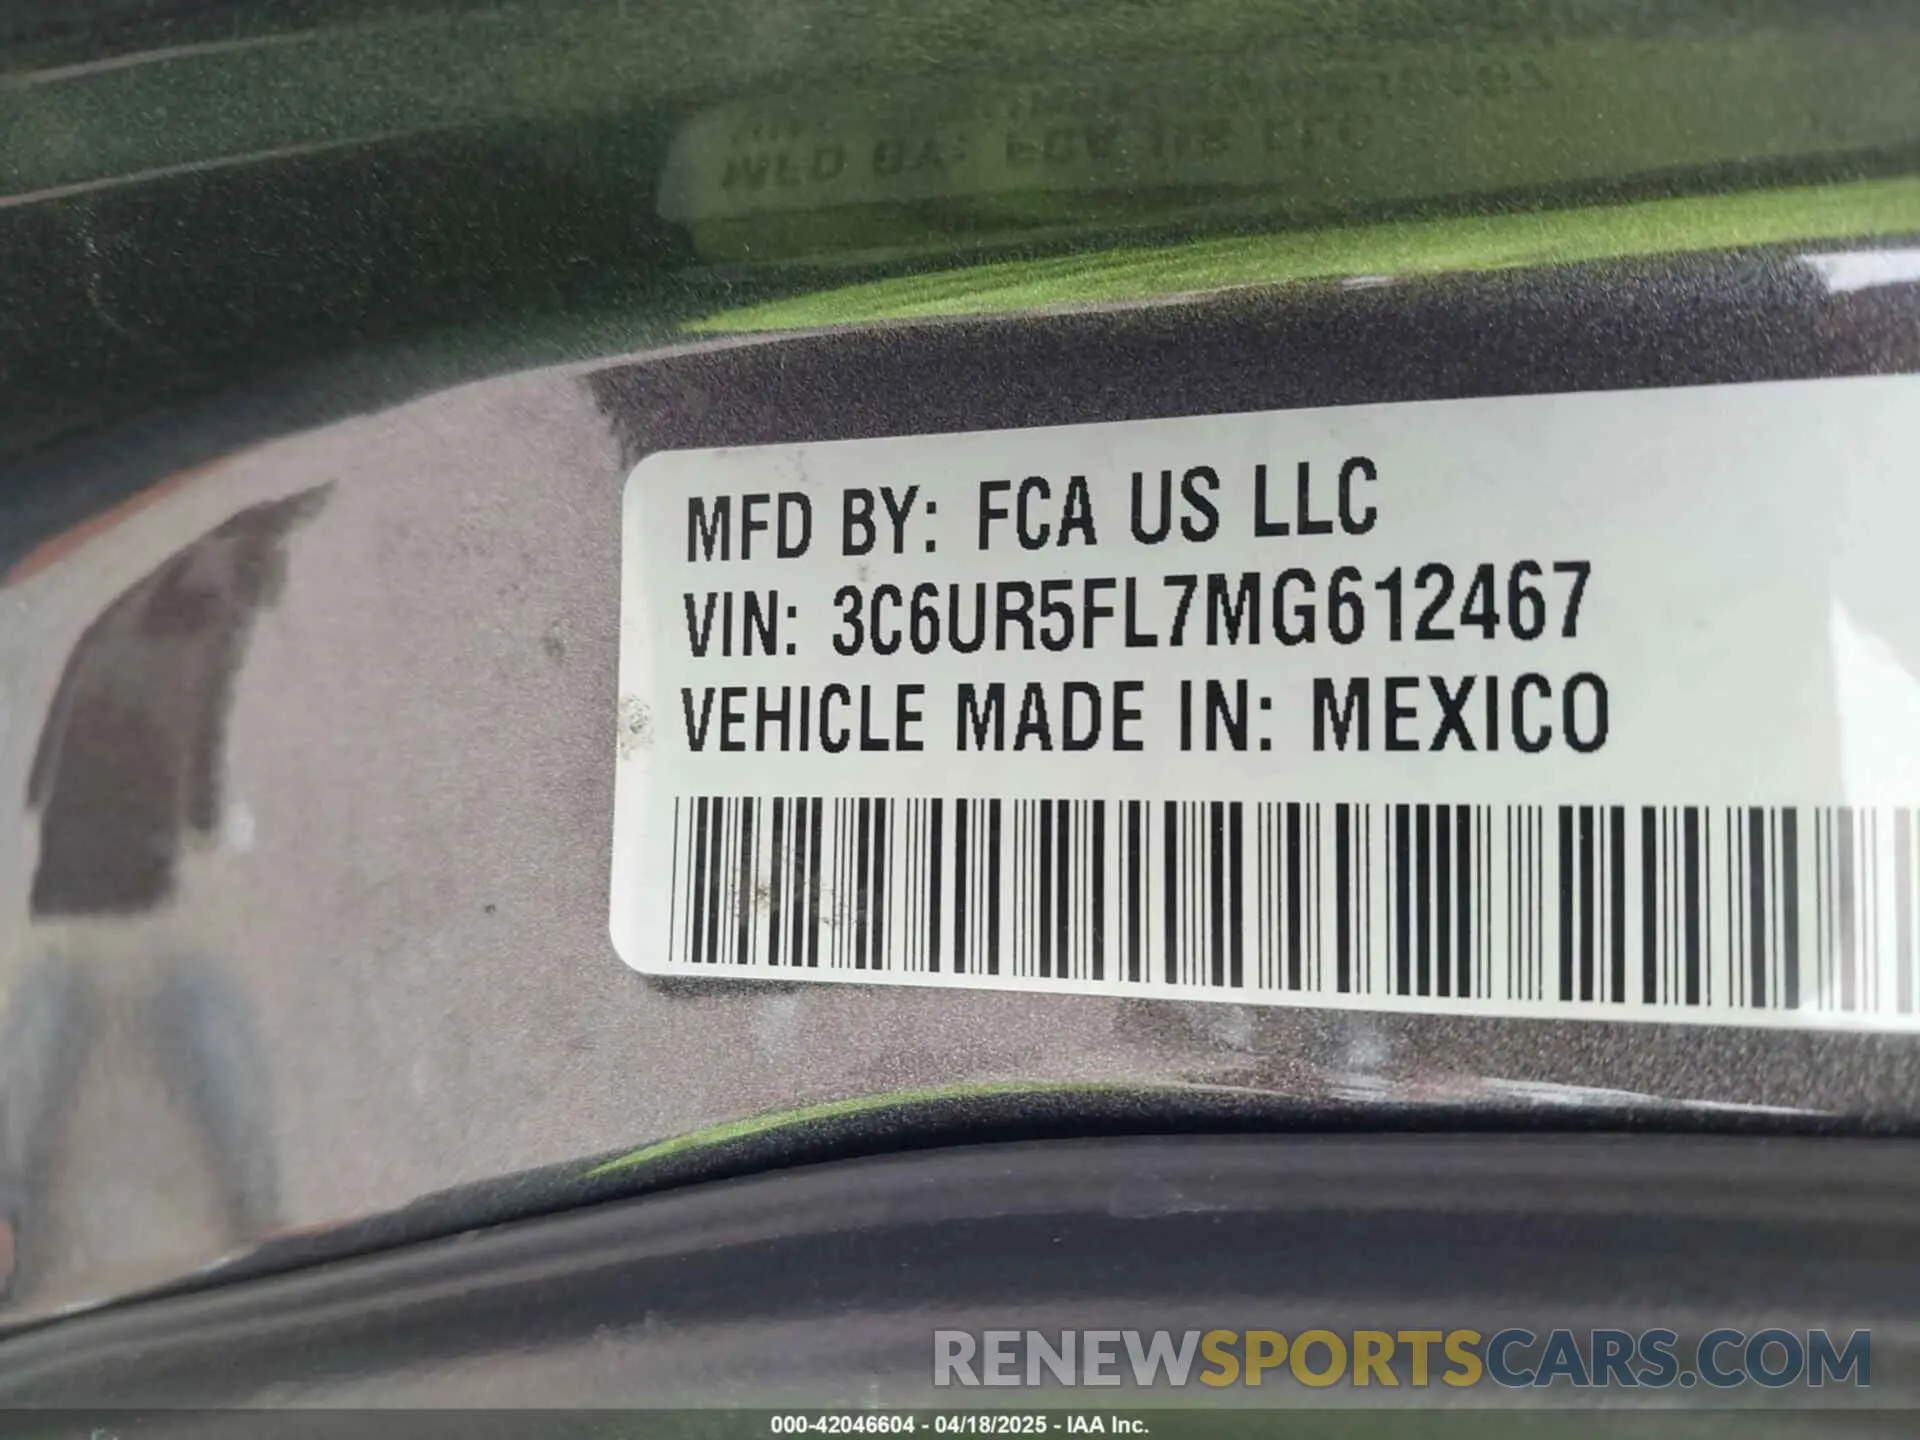 MFD BY: FCA US LLC
VIN: 3C6UR5FL7MG612467
VEHICLE MADE IN: MEXICO
RENEWSPORTSCARS.COM
000-42046604 - 04/18/2025 - IAA Inc.